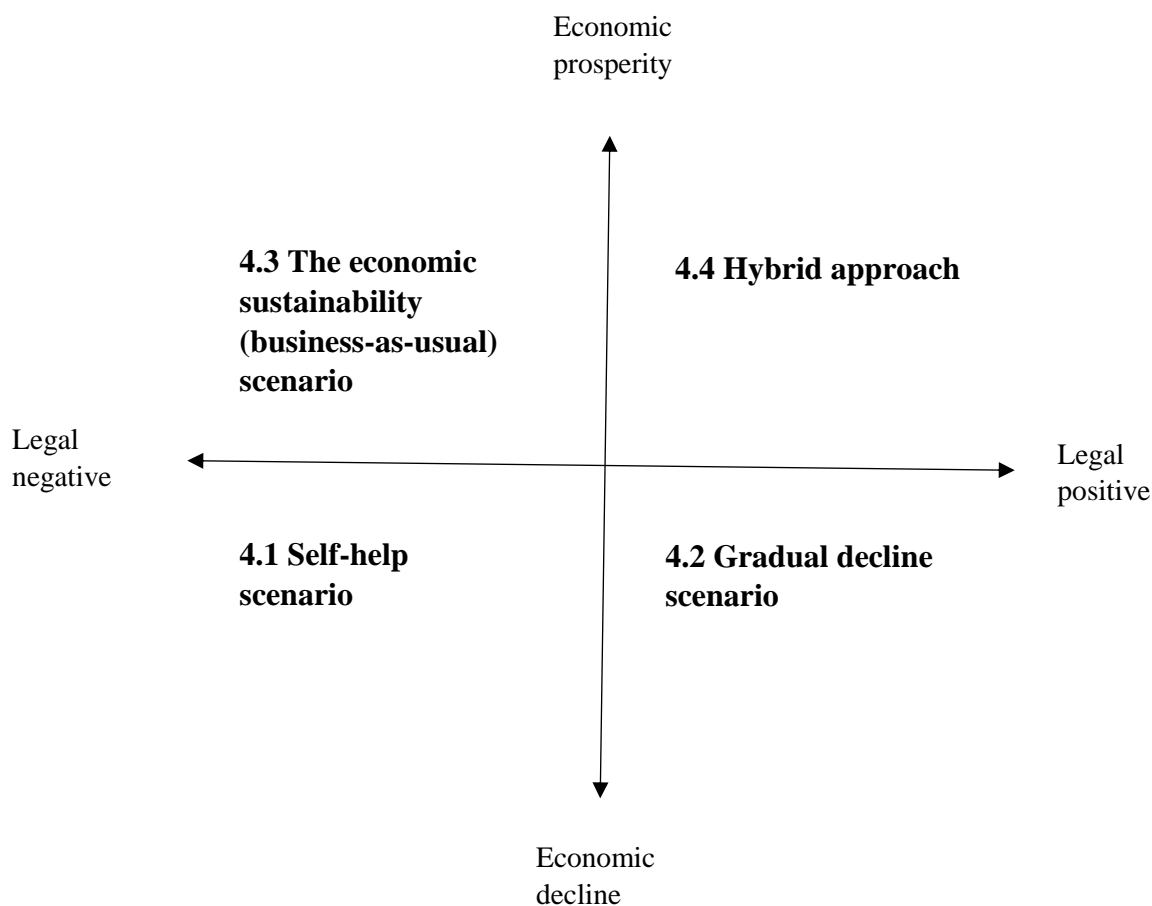 Economic
prosperity
4.3 The economic
sustainability
(business-as-usual)
scenario
4.4 Hybrid approach
Legal
negative
Legal
positive
4.1 Self-help
scenario
4.2 Gradual decline
scenario
Economic
decline